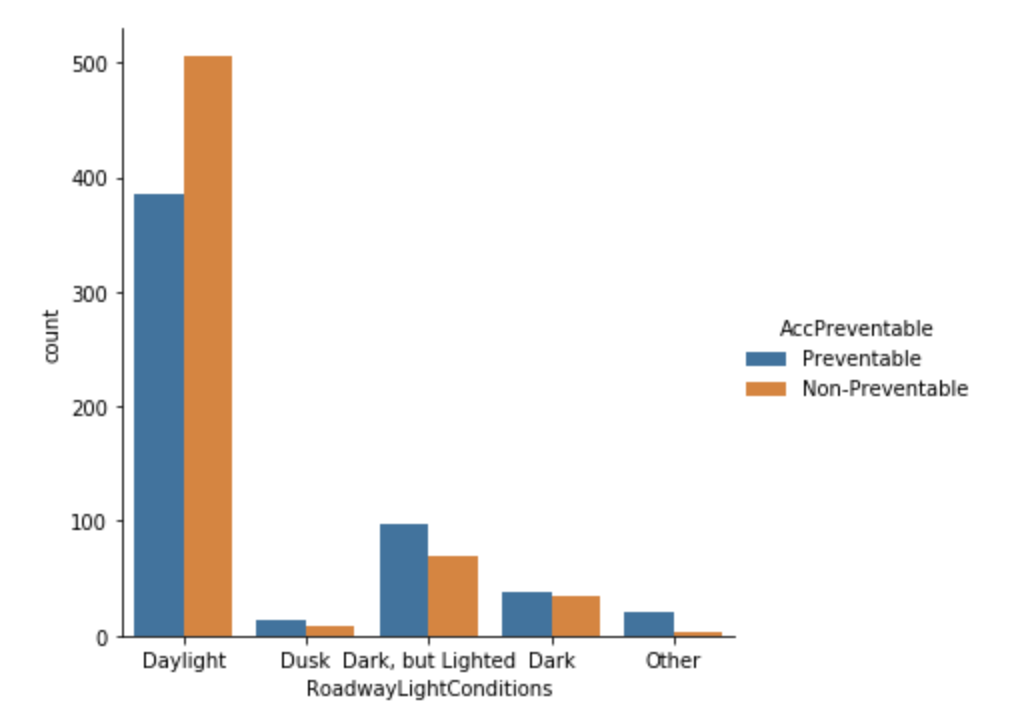 500
400
300
200
100
0
count
Daylight Dusk Dark, but Lighted Dark Other
RoadwayLightConditions
AccPreventable
Preventable
Non-Preventable